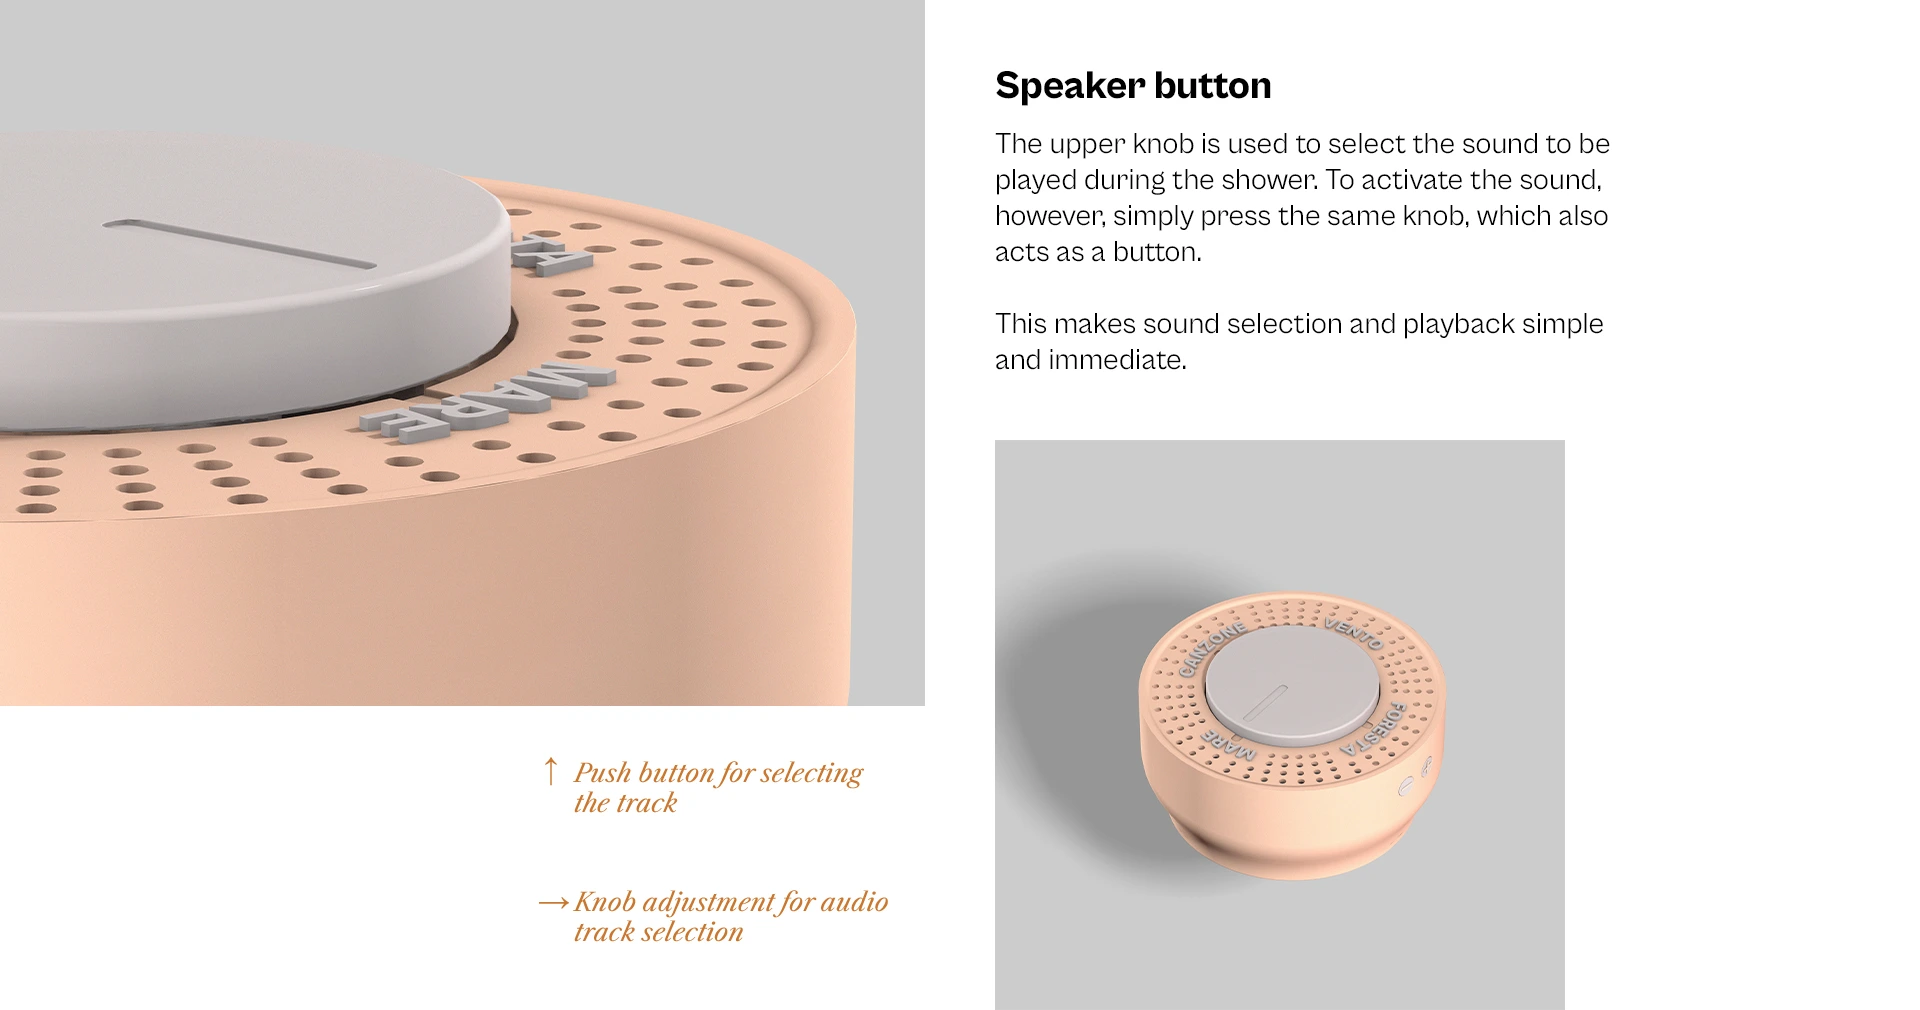 Speaker button
The upper knob is used to select the sound to be
played during the shower. To activate the sound,
however, simply press the same knob, which also
acts as a button.
This makes sound selection and playback simple
and immediate.
TA
MARE
↑ Push button for selecting
the track
→ Knob adjustment for audio
track selection
CANZONE
VENTO
FORESTA
MARE